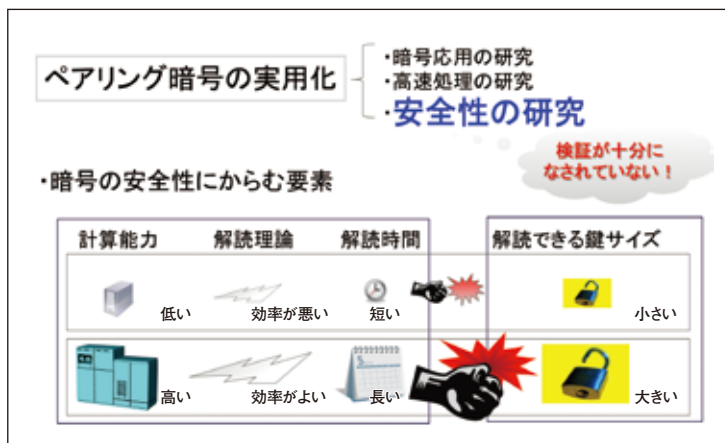 ペアリング暗号の実用化
・暗号応用の研究
・高速処理の研究
・安全性の研究
検証が十分に
なされていない！
・暗号の安全性にからむ要素
計算能力 解読理論 解読時間 解読できる鍵サイズ
低い 効率が悪い 短い 小さい
高い 効率がよい 長い 大きい